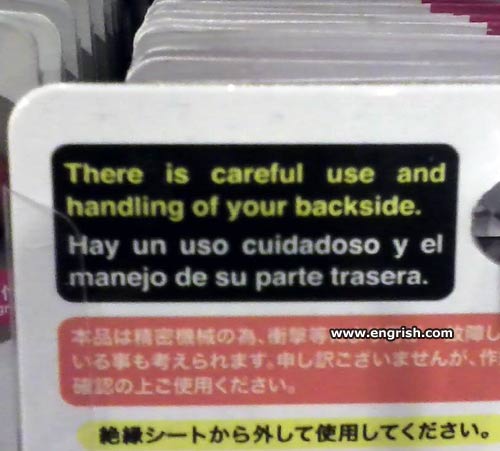 There is careful use and
handling of your backside.
Hay un uso cuidadoso y el
manejo de su parte trasera.
www.engrish.com
本品は精密機械の為、衝撃等 障し
いる事も考えられます。申し訳ございませんが、作
確認の上ご使用ください。
絶縁シートから外して使用してください。